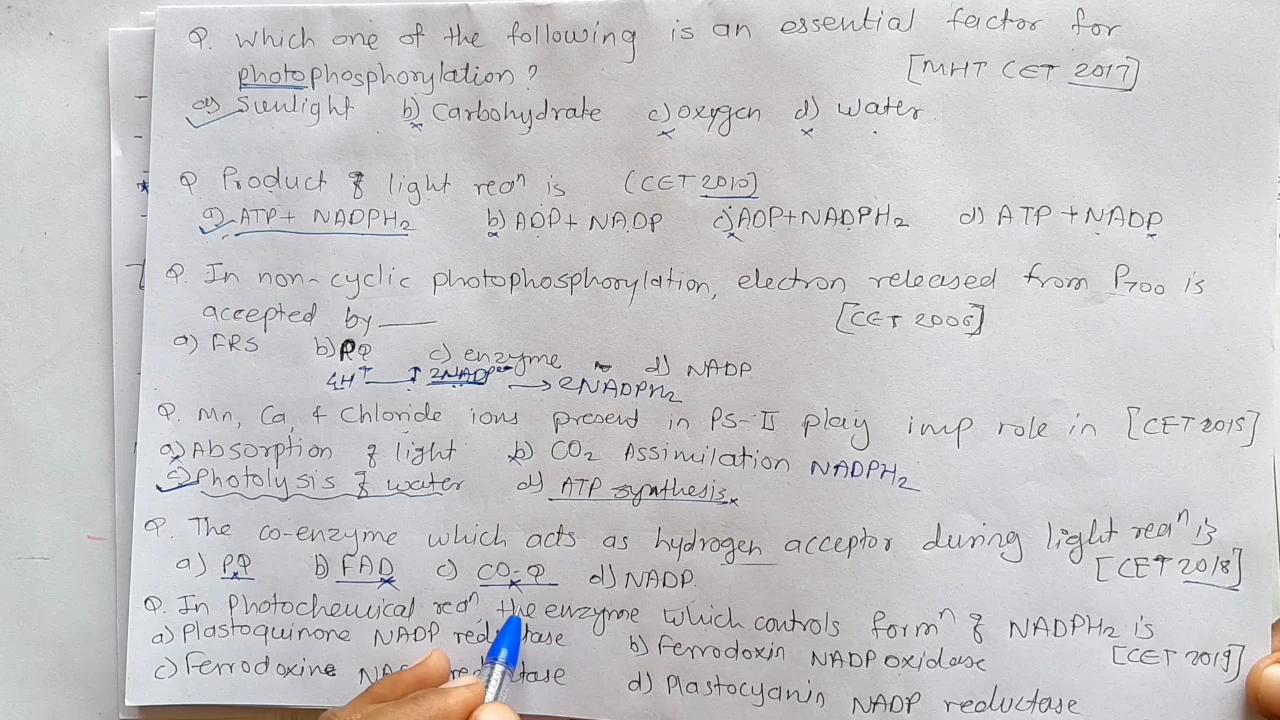 Q. Which one of the following is an essential factor for
photophosphorylation?
[MHT CET 2017]
a) Sunlight b) Carbohydrate c) oxygen d) water
Q Product of light reaⁿ is (CET 2010)
a) ATP + NADPH₂ b) ADP + NADP c) ADP+NADPH₂ d) ATP + NADP
Q. In non-cyclic photophosphorylation, electron released from P₇₀₀ is
accepted by ___ [CET 2006]
a) FRS b) PQ c) enzyme d) NADP
4H⁺ → 2NADP → 2NADPH₂
Q. Mn, Ca, & Chloride ions present in PS-II play imp role in [CET 2015]
a) Absorption of light b) CO₂ Assimilation NADPH₂
c) Photolysis of water d) ATP synthesis
Q. The co-enzyme which acts as hydrogen acceptor during light reaⁿ is
a) PQ b) FAD c) CO-Q d) NADP. [CET 2018]
Q. In Photochemical reaⁿ the enzyme which controls formⁿ of NADPH₂ is
a) Plastoquinone NADP reductase b) Ferrodoxin NADP oxidase [CET 2019]
c) Ferrodoxine d) Plastocyanin NADP reductase